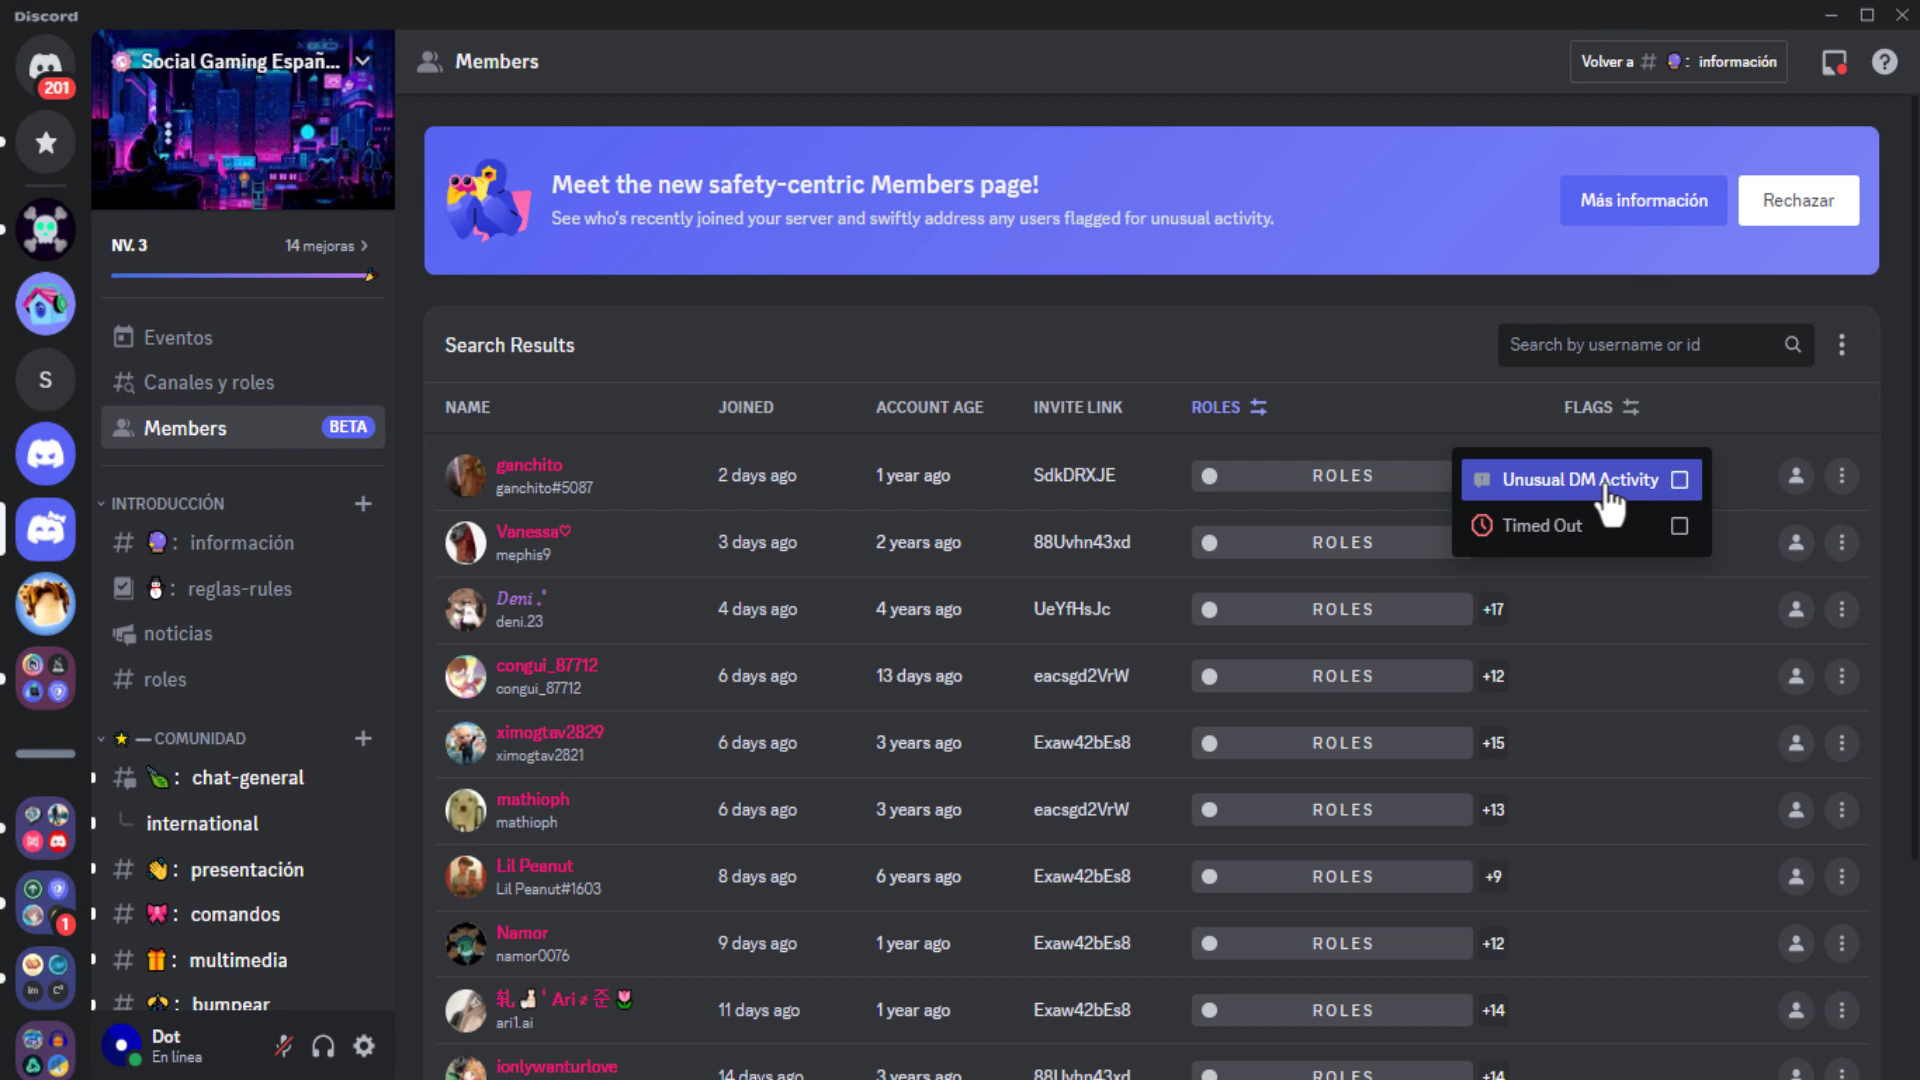 Discord
201
Social Gaming Españ...
NV. 3
14 mejoras
Eventos
Canales y roles
Members
BETA
INTRODUCCIÓN
información
reglas-rules
noticias
roles
— COMUNIDAD
chat-general
international
presentación
comandos
multimedia
bumpear
Dot
En línea
S
1
Im
Members
Volver a # 🔮: información
Meet the new safety-centric Members page!
See who's recently joined your server and swiftly address any users flagged for unusual activity.
Más información
Rechazar
Search Results
Search by username or id
NAME JOINED ACCOUNT AGE INVITE LINK ROLES FLAGS
ganchito
ganchito#5087
2 days ago 1 year ago SdkDRXJE ROLES
Unusual DM Activity
Timed Out
Vanessa♡
mephis9
3 days ago 2 years ago 88Uvhn43xd ROLES
Deni
deni.23
4 days ago 4 years ago UeYfHsJc ROLES +17
congui_87712
congui_87712
6 days ago 13 days ago eacsgd2VrW ROLES +12
ximogtav2829
ximogtav2821
6 days ago 3 years ago Exaw42bEs8 ROLES +15
mathioph
mathioph
6 days ago 3 years ago eacsgd2VrW ROLES +13
Lil Peanut
Lil Peanut#1603
8 days ago 6 years ago Exaw42bEs8 ROLES +9
Namor
namor0076
9 days ago 1 year ago Exaw42bEs8 ROLES +12
Ari 준
ari1.ai
11 days ago 1 year ago Exaw42bEs8 ROLES +14
ionlywanturlove
14 days ago 3 years ago 88Uvhn43xd ROLES +14